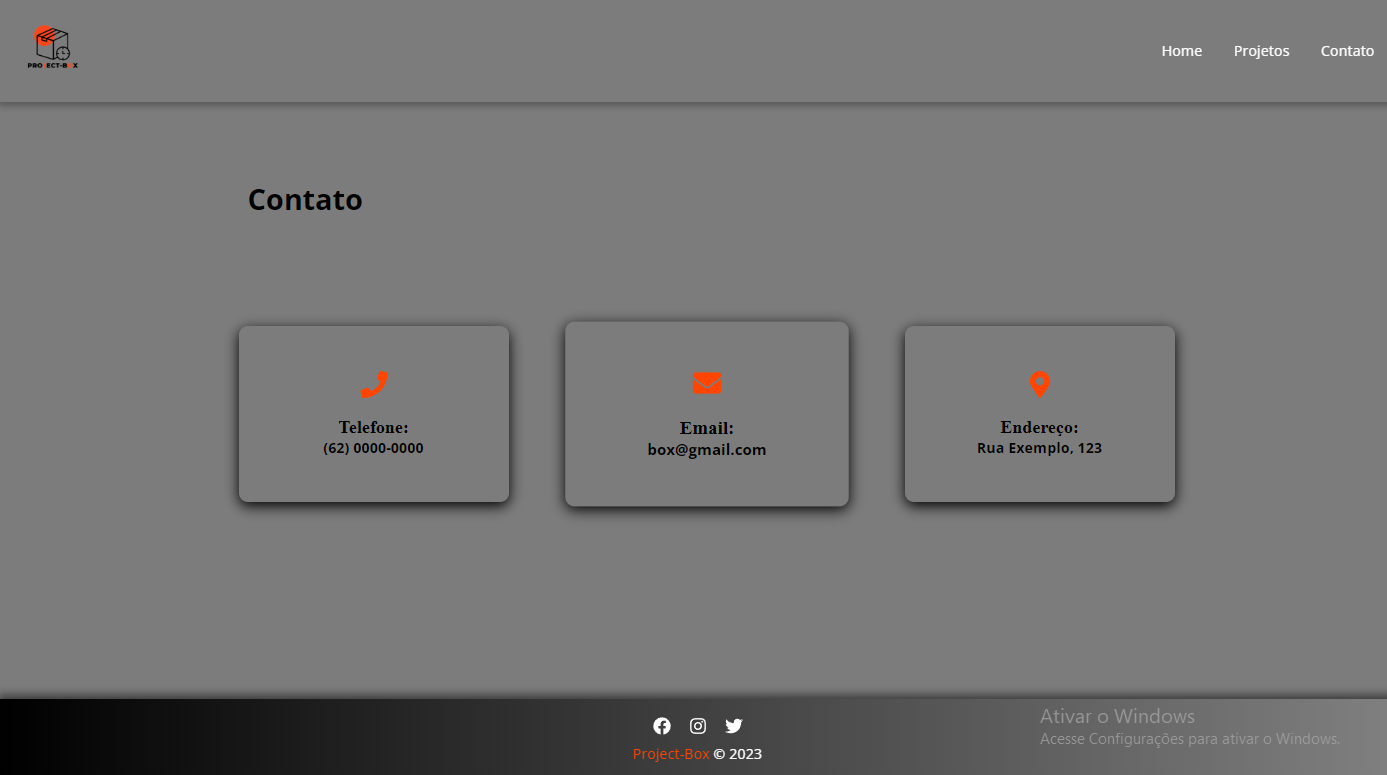 PROJECT-BOX
Home Projetos Contato
Contato
Telefone:
(62) 0000-0000
Email:
box@gmail.com
Endereço:
Rua Exemplo, 123
Ativar o Windows
Acesse Configurações para ativar o Windows.
Project-Box © 2023